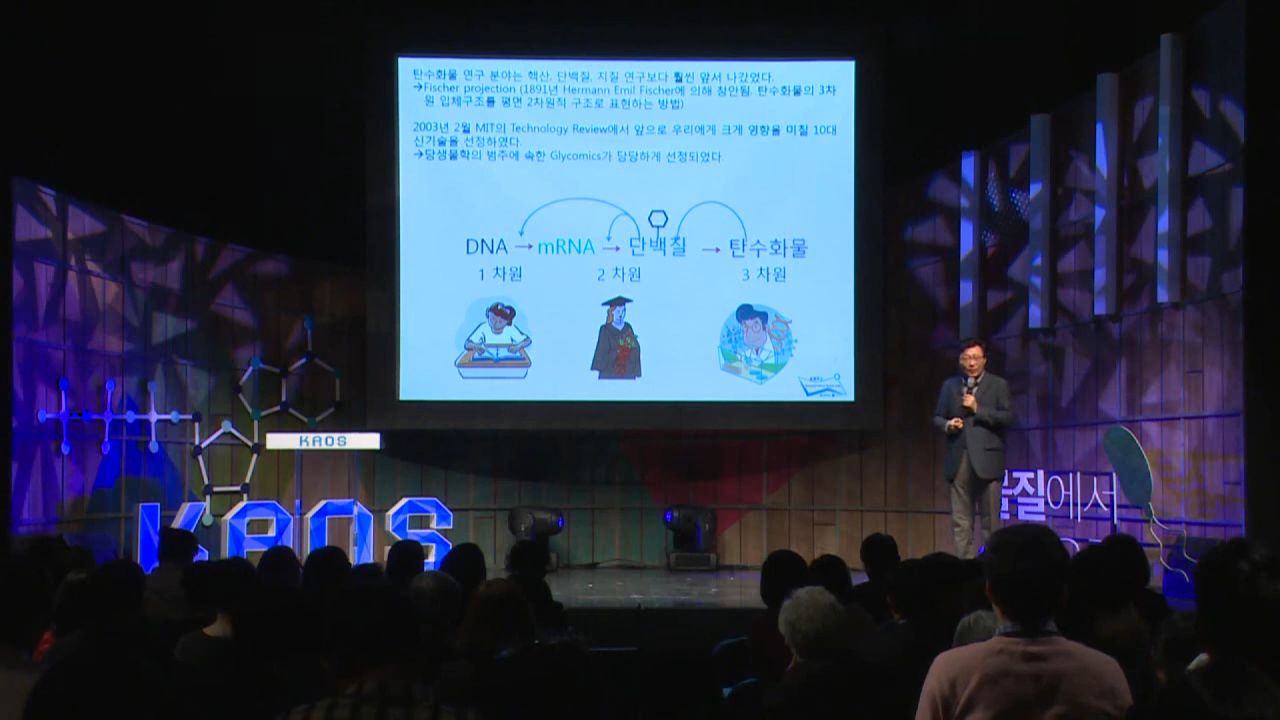 탄수화물 연구 분야는 핵산, 단백질, 지질 연구보다 훨씬 앞서 나갔었다.
→Fischer projection (1891년 Hermann Emil Fischer에 의해 창안됨. 탄수화물의 3차
원 입체구조를 평면 2차원적 구조로 표현하는 방법)
2003년 2월 MIT의 Technology Review에서 앞으로 우리에게 크게 영향을 미칠 10대
신기술을 선정하였다.
→당생물학의 범주에 속한 Glycomics가 당당하게 선정되었다.
DNA → mRNA → 단백질 → 탄수화물
1 차원 2 차원 3 차원
KAOS
KAOS
질에서